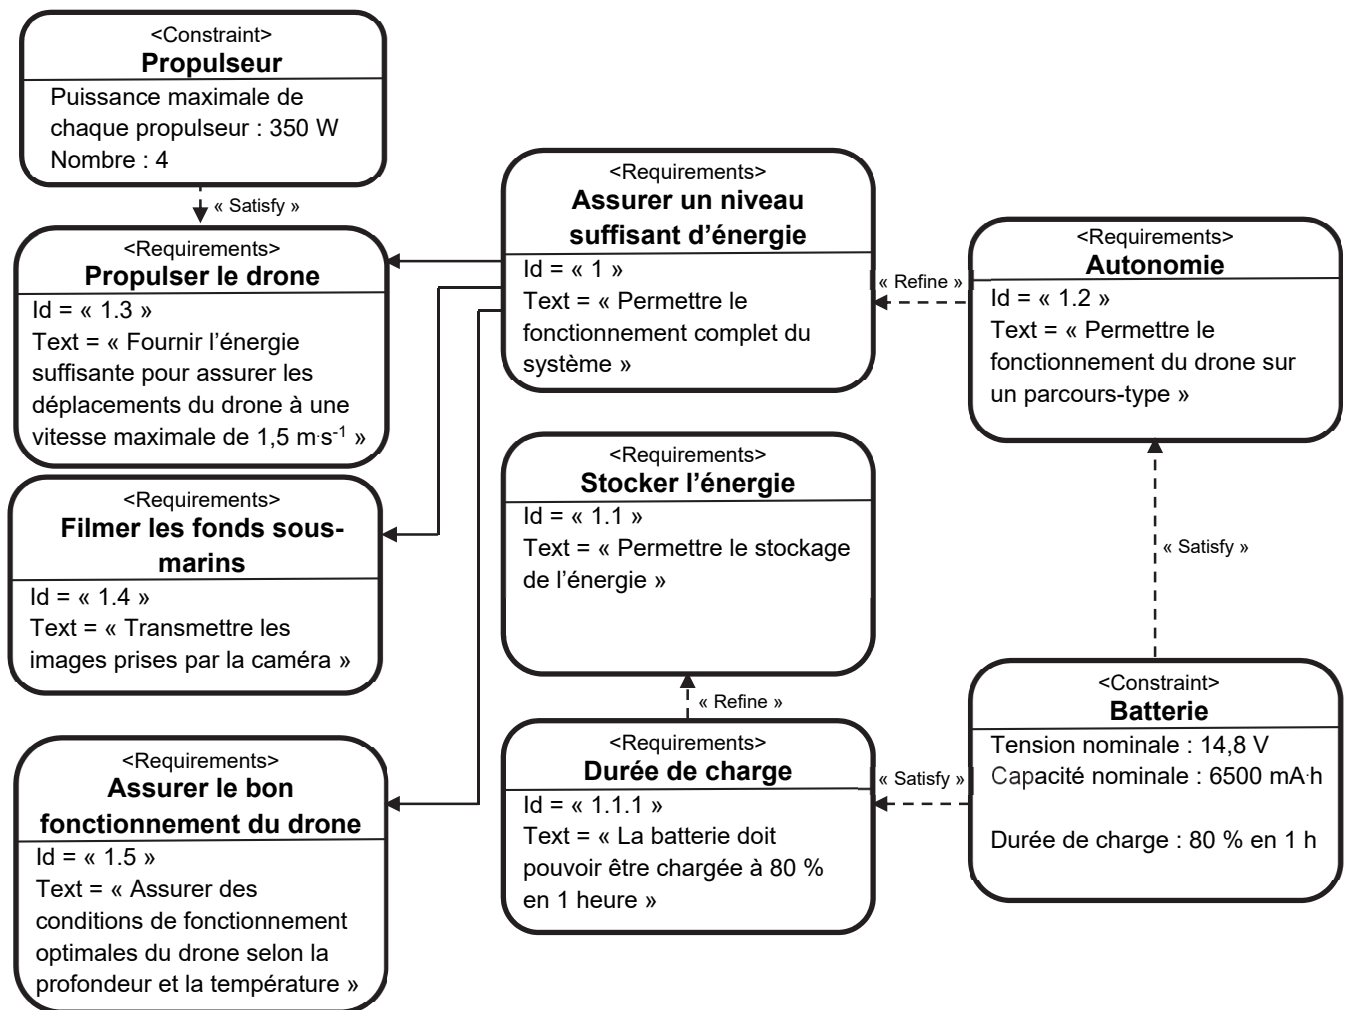 <Constraint>
Propulseur
Puissance maximale de
chaque propulseur : 350 W
Nombre : 4
« Satisfy »
<Requirements>
Propulser le drone
Id = « 1.3 »
Text = « Fournir l’énergie
suffisante pour assurer les
déplacements du drone à une
vitesse maximale de 1,5 m·s-1 »
<Requirements>
Filmer les fonds sous-
marins
Id = « 1.4 »
Text = « Transmettre les
images prises par la caméra »
<Requirements>
Assurer le bon
fonctionnement du drone
Id = « 1.5 »
Text = « Assurer des
conditions de fonctionnement
optimales du drone selon la
profondeur et la température »
<Requirements>
Assurer un niveau
suffisant d’énergie
Id = « 1 »
Text = « Permettre le
fonctionnement complet du
système »
« Refine »
<Requirements>
Autonomie
Id = « 1.2 »
Text = « Permettre le
fonctionnement du drone sur
un parcours-type »
<Requirements>
Stocker l’énergie
Id = « 1.1 »
Text = « Permettre le stockage
de l’énergie »
« Refine »
« Satisfy »
<Requirements>
Durée de charge
Id = « 1.1.1 »
Text = « La batterie doit
pouvoir être chargée à 80 %
en 1 heure »
« Satisfy »
<Constraint>
Batterie
Tension nominale : 14,8 V
Capacité nominale : 6500 mA·h
Durée de charge : 80 % en 1 h